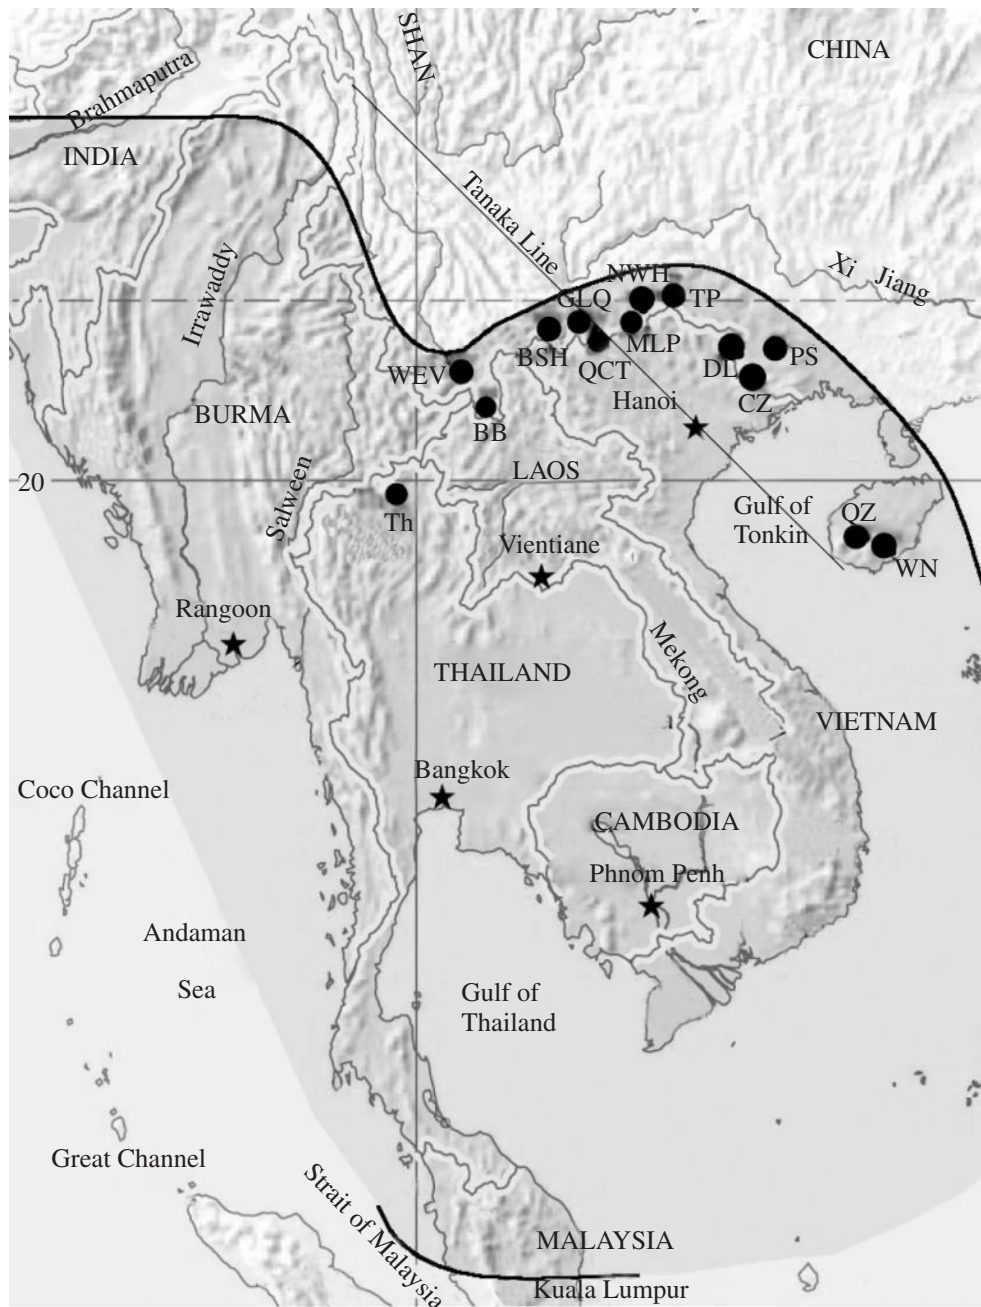 SHAN
CHINA
Brahmaputra
INDIA
Tanaka Line
Irrawaddy
Xi Jiang
NWH
GLQ
TP
BSH
MLP
QCT
DL
PS
WEV
CZ
Hanoi
BURMA
BB
LAOS
20
Salween
Th
Gulf of
Tonkin
QZ
Vientiane
WN
Rangoon
Mekong
THAILAND
VIETNAM
Bangkok
Coco Channel
CAMBODIA
Phnom Penh
Andaman
Sea
Gulf of
Thailand
Great Channel
Strait of Malaysia
MALAYSIA
Kuala Lumpur